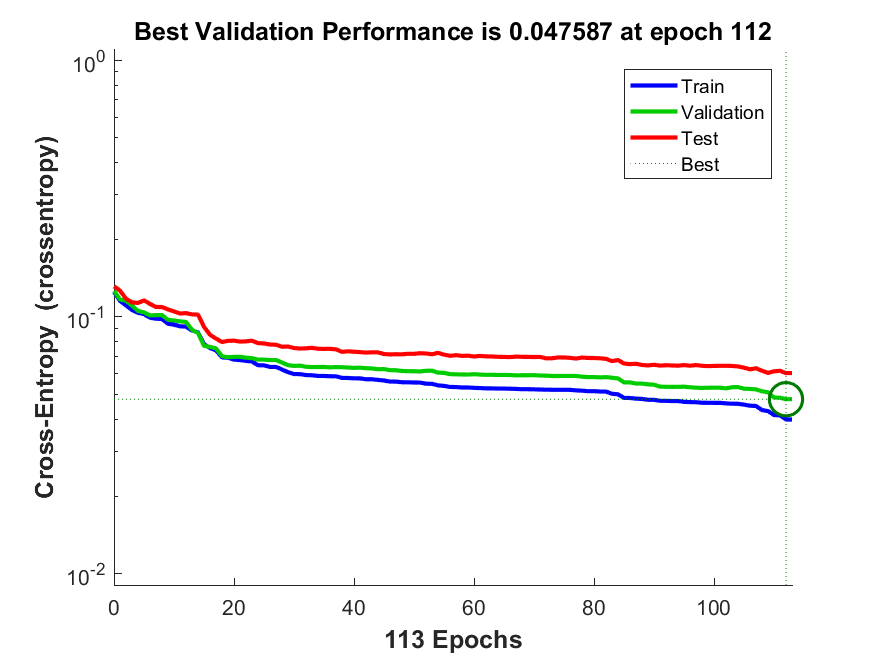 Best Validation Performance is 0.047587 at epoch 112
Cross-Entropy (crossentropy)
10^0
10^-1
10^-2
Train
Validation
Test
Best
0 20 40 60 80 100
113 Epochs